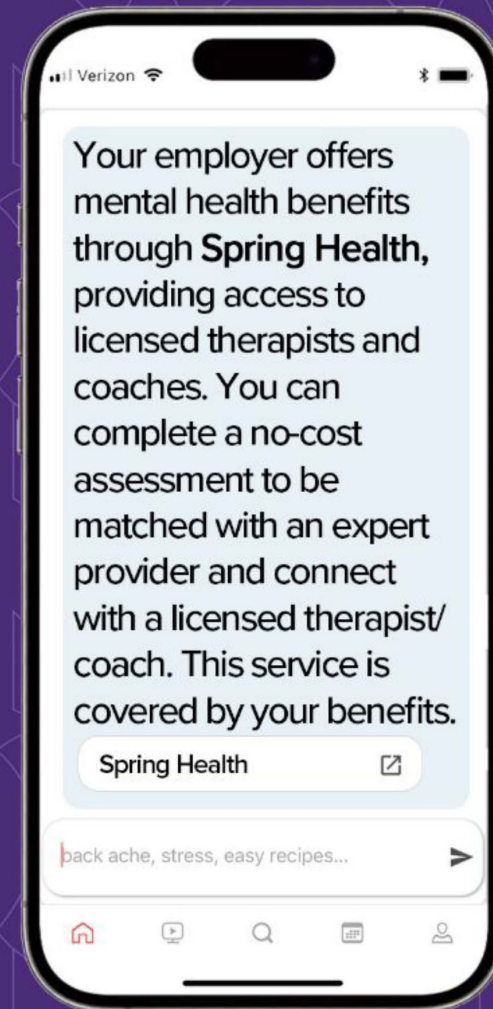 Verizon
Your employer offers
mental health benefits
through Spring Health,
providing access to
licensed therapists and
coaches. You can
complete a no-cost
assessment to be
matched with an expert
provider and connect
with a licensed therapist/
coach. This service is
covered by your benefits.
Spring Health
back ache, stress, easy recipes...